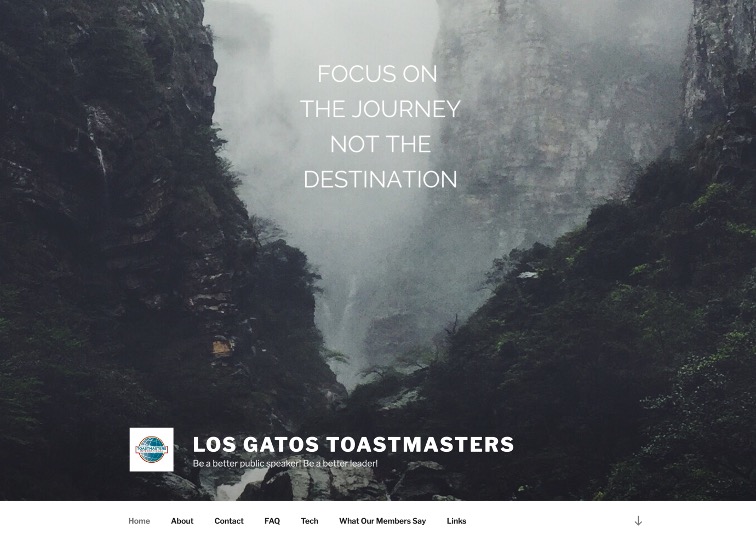 FOCUS ON
THE JOURNEY
NOT THE
DESTINATION
TOASTMASTERS
LOS GATOS TOASTMASTERS
Be a better public speaker! Be a better leader!
Home About Contact FAQ Tech What Our Members Say Links